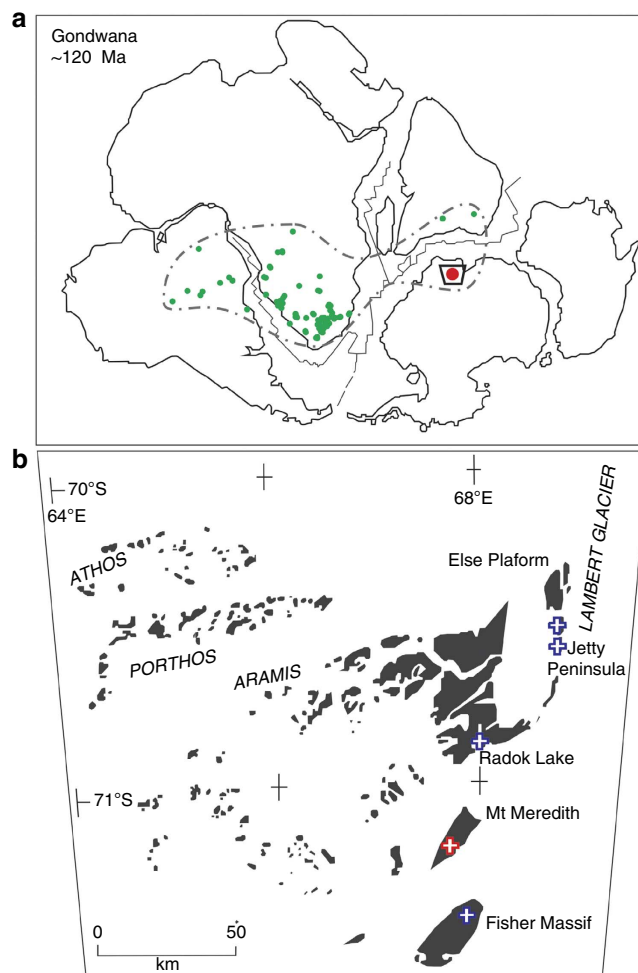 a
Gondwana
~120 Ma
b
70°S
64°E
68°E
LAMBERT GLACIER
ATHOS
Else Plaform
PORTHOS
Jetty
Peninsula
ARAMIS
Radok Lake
71°S
Mt Meredith
0 50
km
Fisher Massif